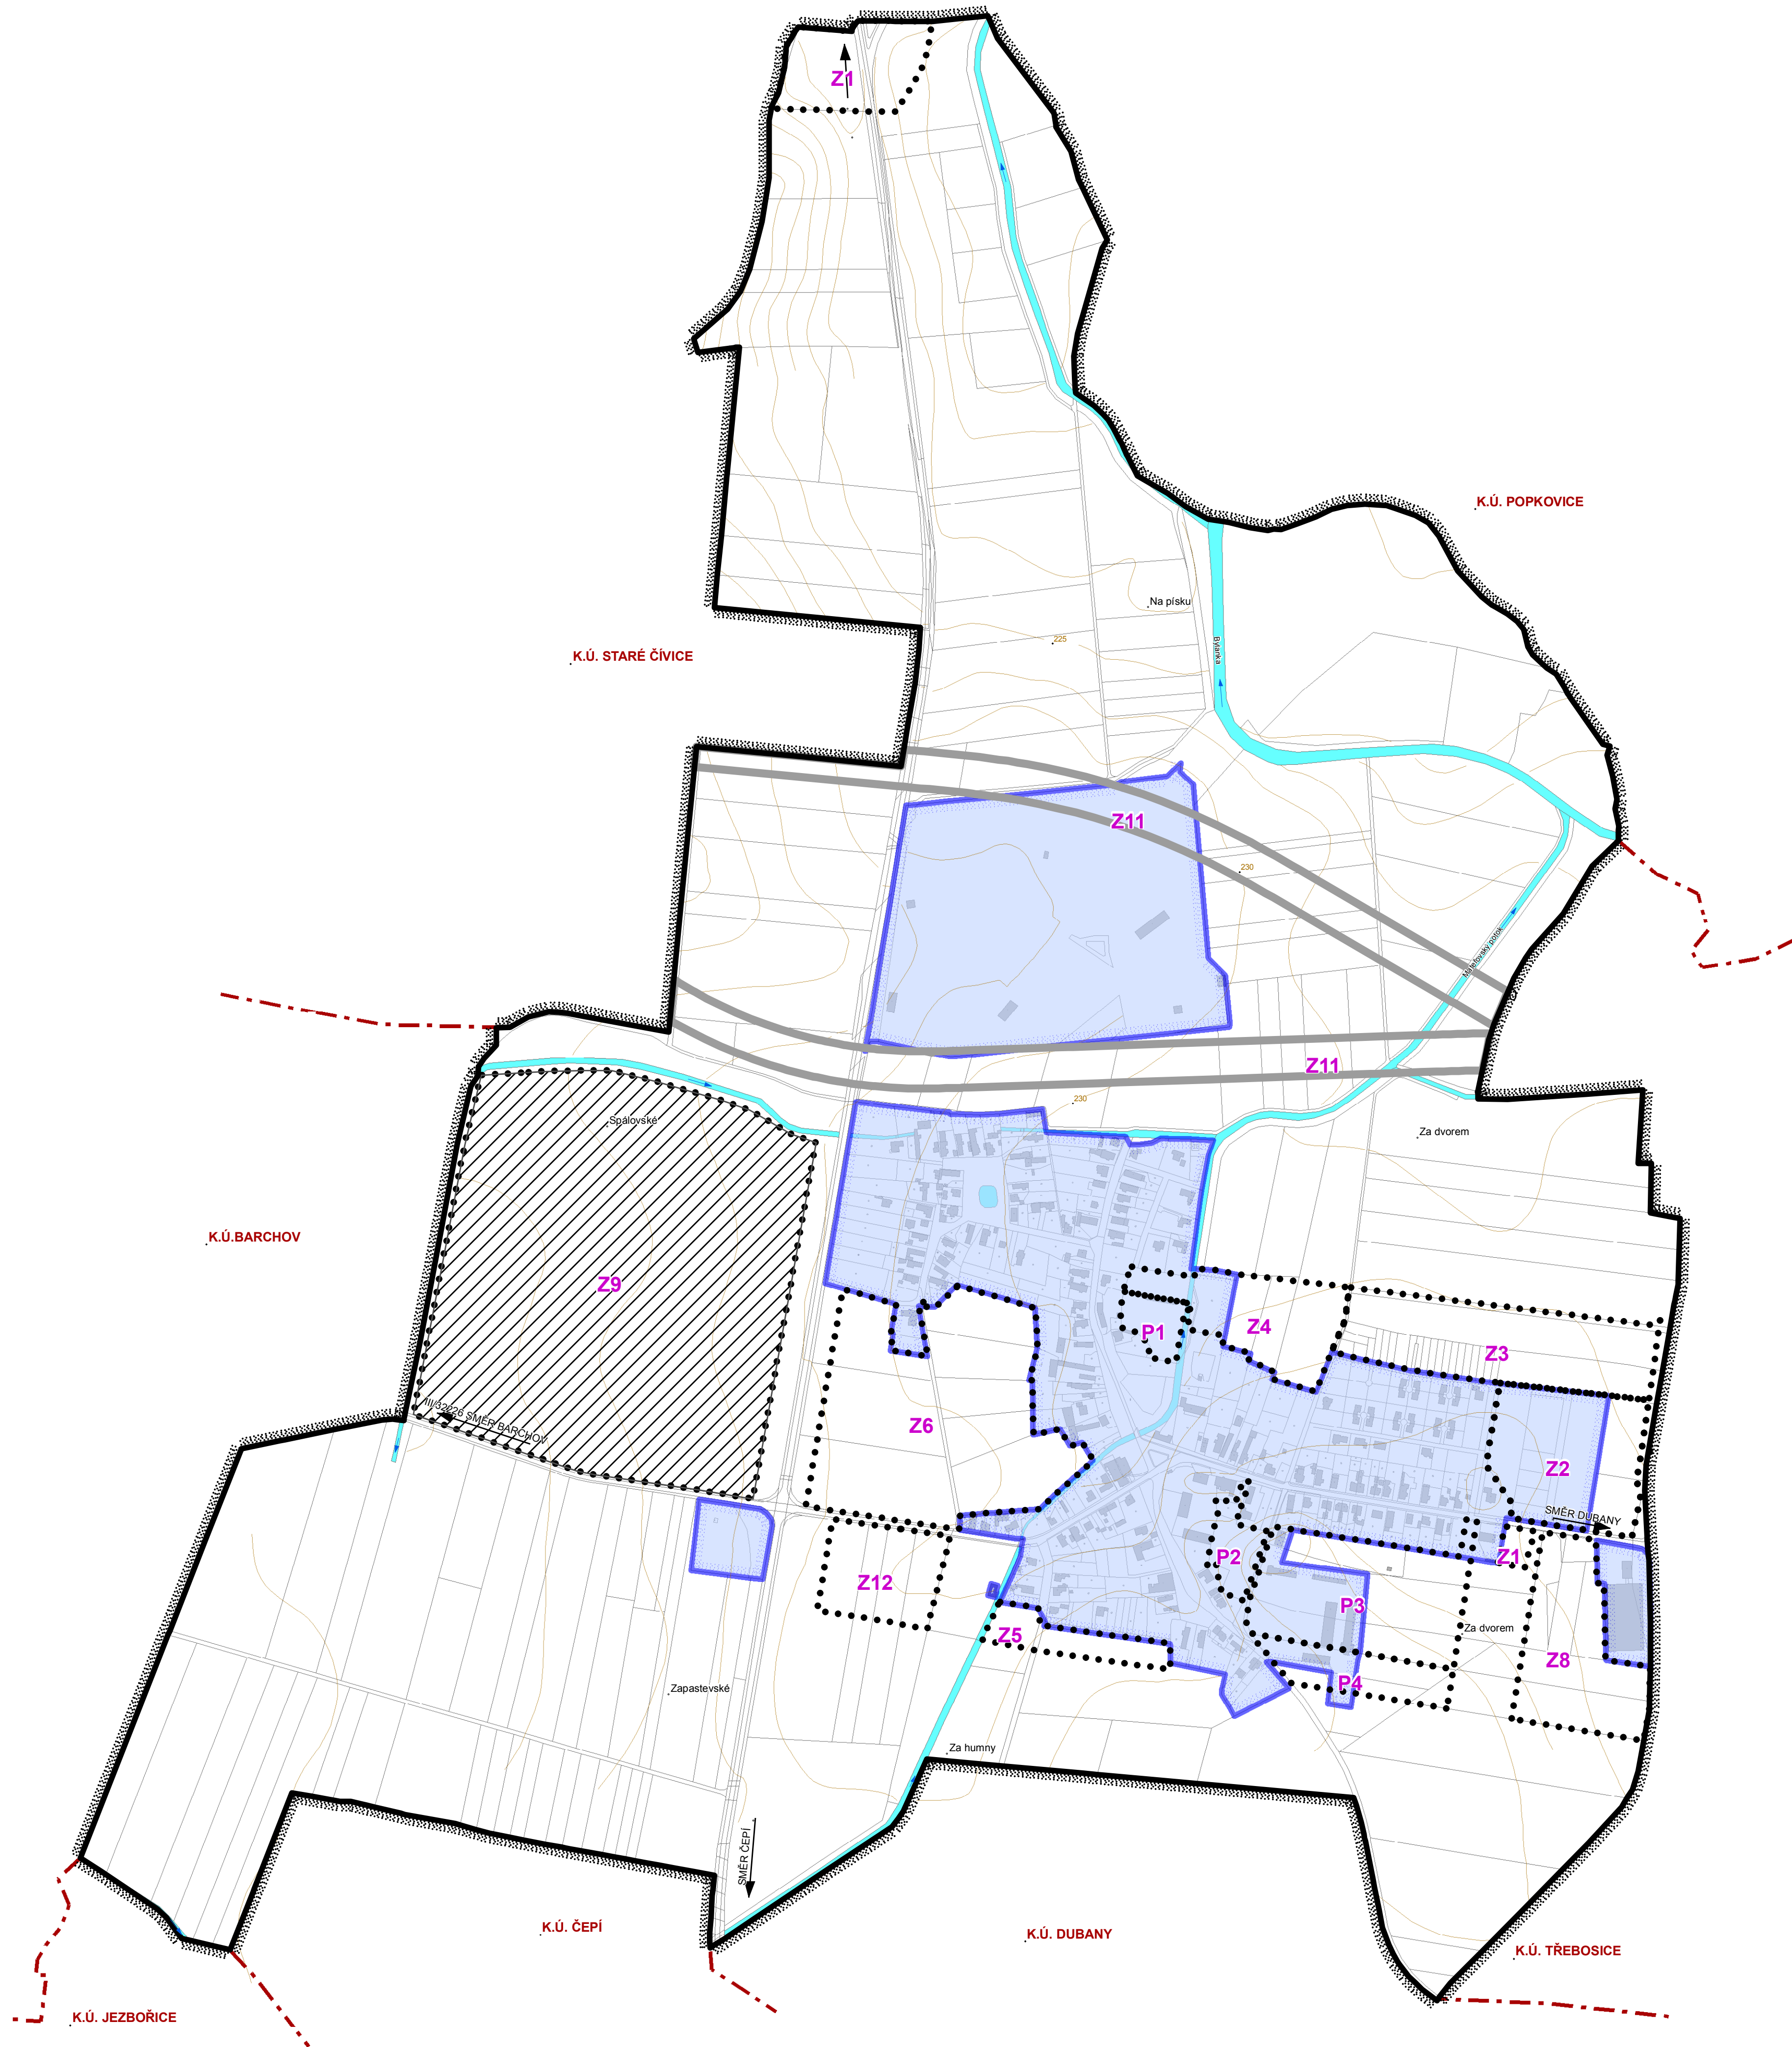 Z1
K.Ú. POPKOVICE
Na písku
225
Bylanka
K.Ú. STARÉ ČÍVICE
Z11
230
Z11
230
Spálovské
Za dvorem
K.Ú.BARCHOV
Z9
P1
Z4
Z3
III/32226 SMĚR BARCHOV
Z6
Z2
SMĚR DUBANY
Z1
P2
Z12
P3
Z5
Za dvorem
Z8
P4
Zapastevské
Za humny
SMĚR ČEPÍ
K.Ú. ČEPÍ
K.Ú. DUBANY
K.Ú. TŘEBOSICE
K.Ú. JEZBOŘICE